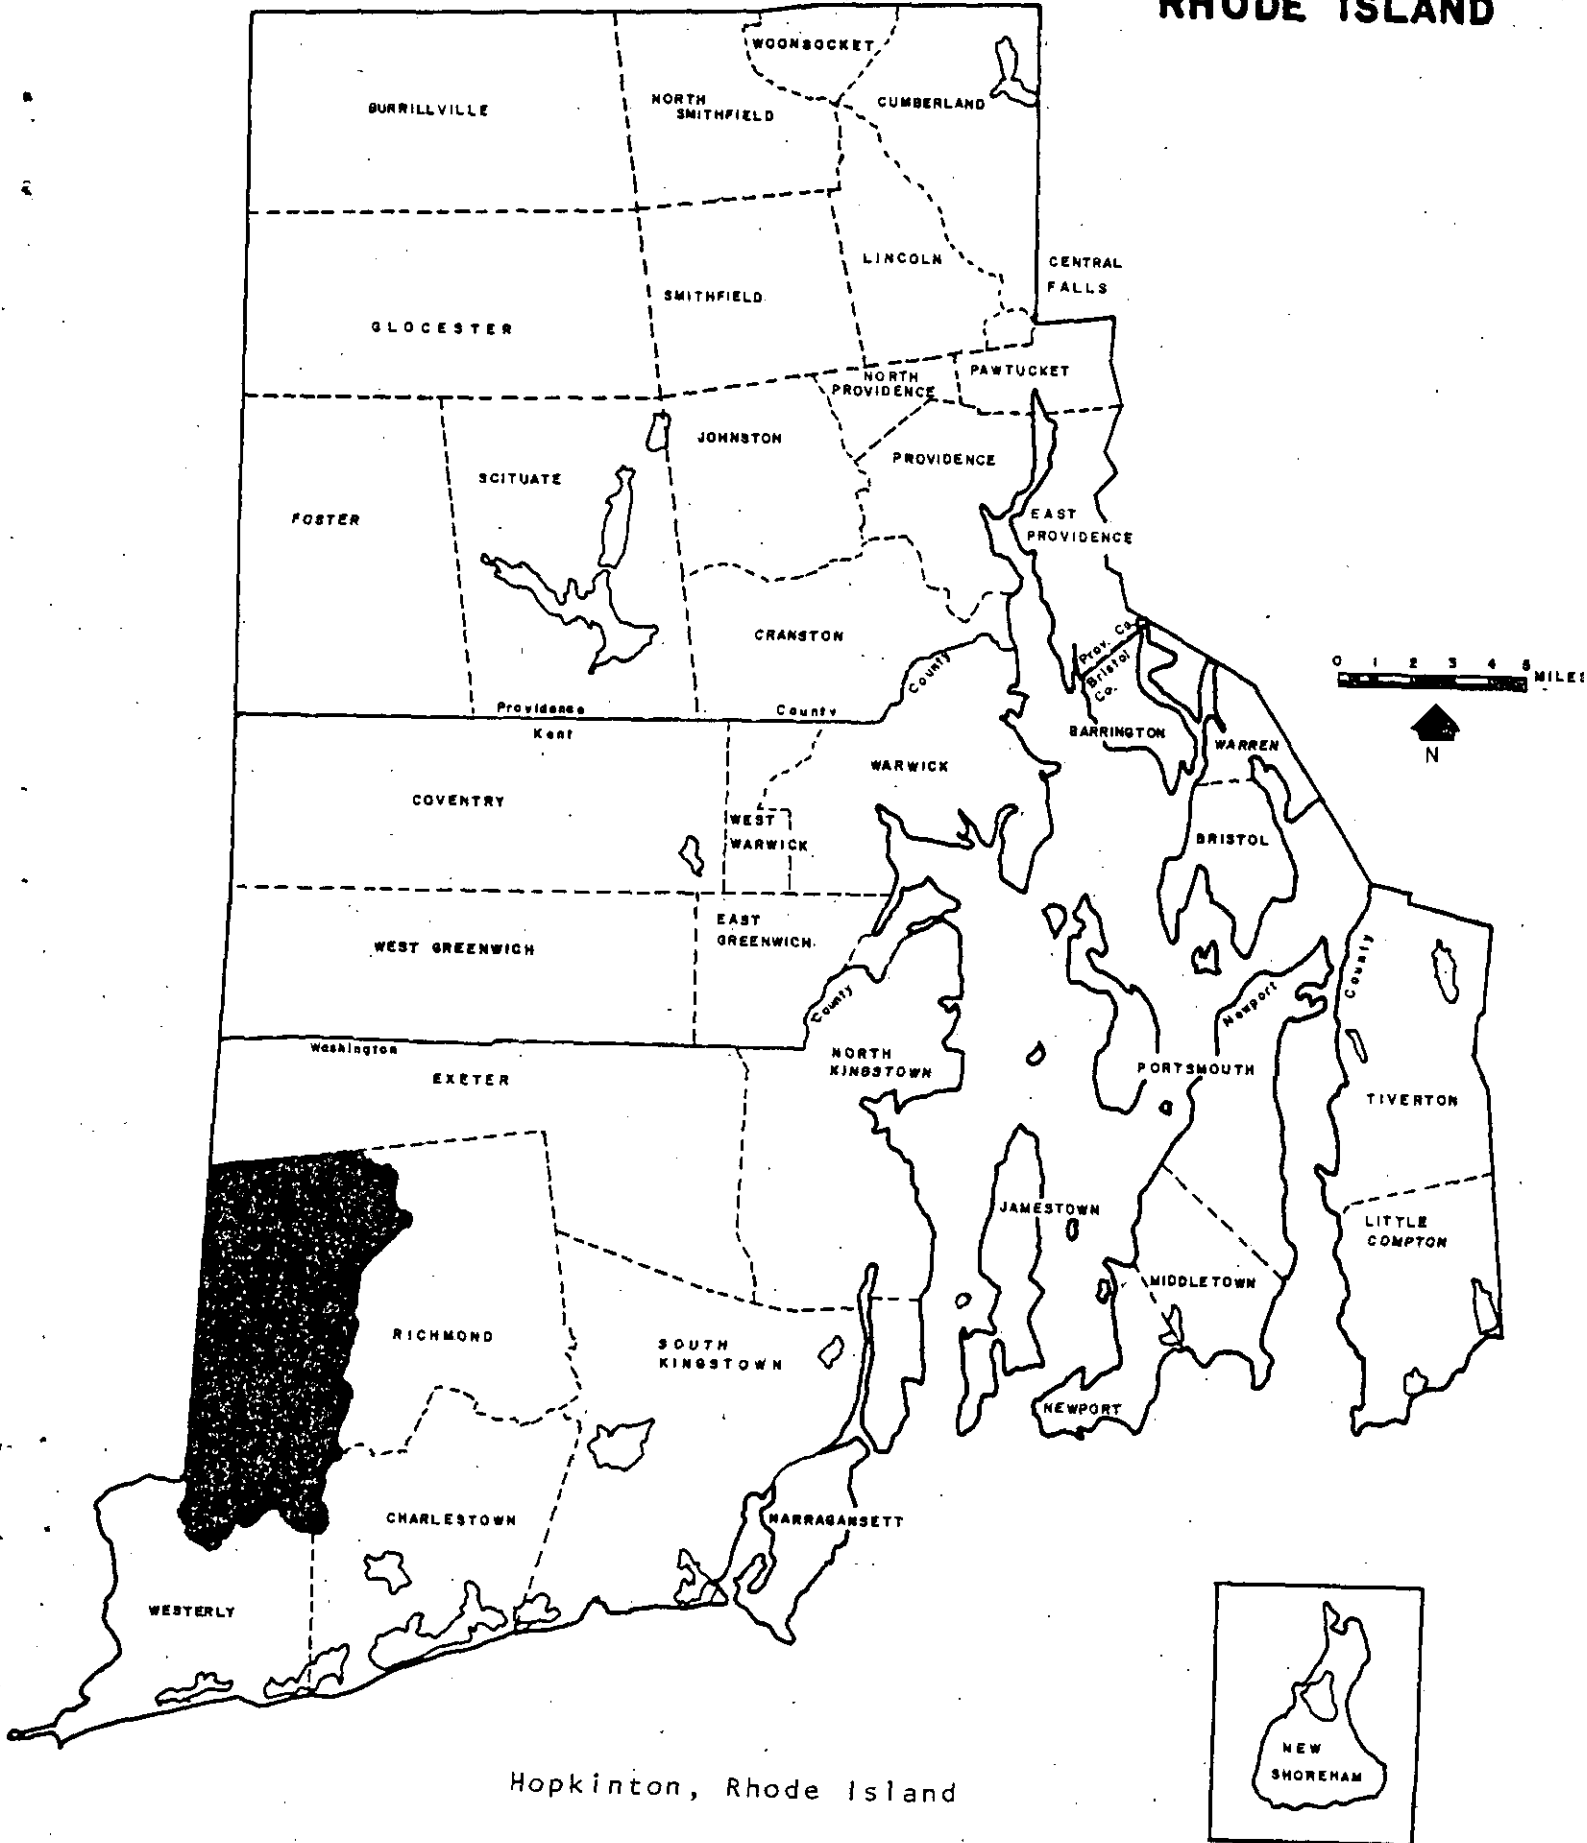 RHODE ISLAND
WOONSOCKET
BURRILLVILLE
NORTH
SMITHFIELD
CUMBERLAND
LINCOLN
CENTRAL
FALLS
SMITHFIELD
GLOCESTER
NORTH
PROVIDENCE
PAWTUCKET
JOHNSTON
PROVIDENCE
SCITUATE
FOSTER
EAST
PROVIDENCE
CRANSTON
Prov. Co.
Bristol
Co.
County
0 1 2 3 4 5 MILES
N
Providence County
Kent
BARRINGTON
WARREN
WARWICK
COVENTRY
WEST
WARWICK
BRISTOL
EAST
GREENWICH
WEST GREENWICH
County
County
Newport
Washington
NORTH
KINGSTOWN
EXETER
PORTSMOUTH
TIVERTON
JAMESTOWN
LITTLE
COMPTON
MIDDLETOWN
RICHMOND
SOUTH
KINGSTOWN
NEWPORT
CHARLESTOWN
NARRAGANSETT
WESTERLY
NEW
SHOREHAM
Hopkinton, Rhode Island